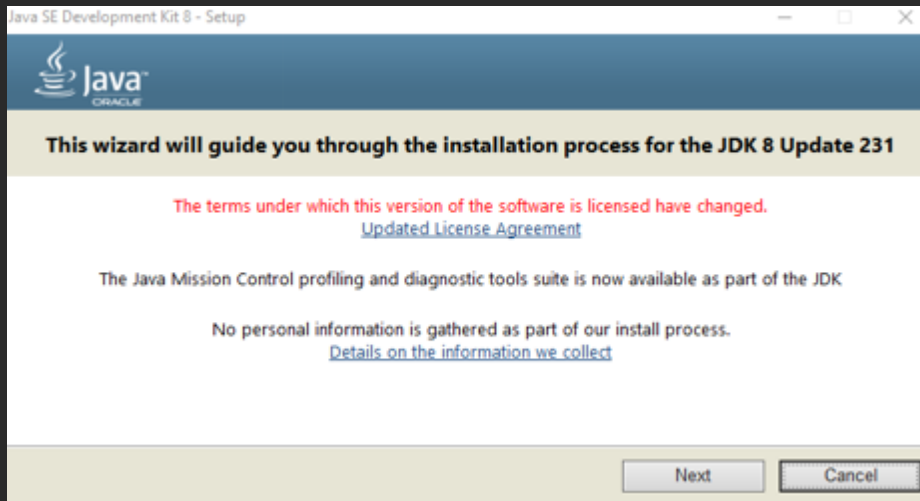 Java SE Development Kit 8 - Setup
Java™
ORACLE
This wizard will guide you through the installation process for the JDK 8 Update 231
The terms under which this version of the software is licensed have changed.
Updated License Agreement
The Java Mission Control profiling and diagnostic tools suite is now available as part of the JDK
No personal information is gathered as part of our install process.
Details on the information we collect
Next
Cancel